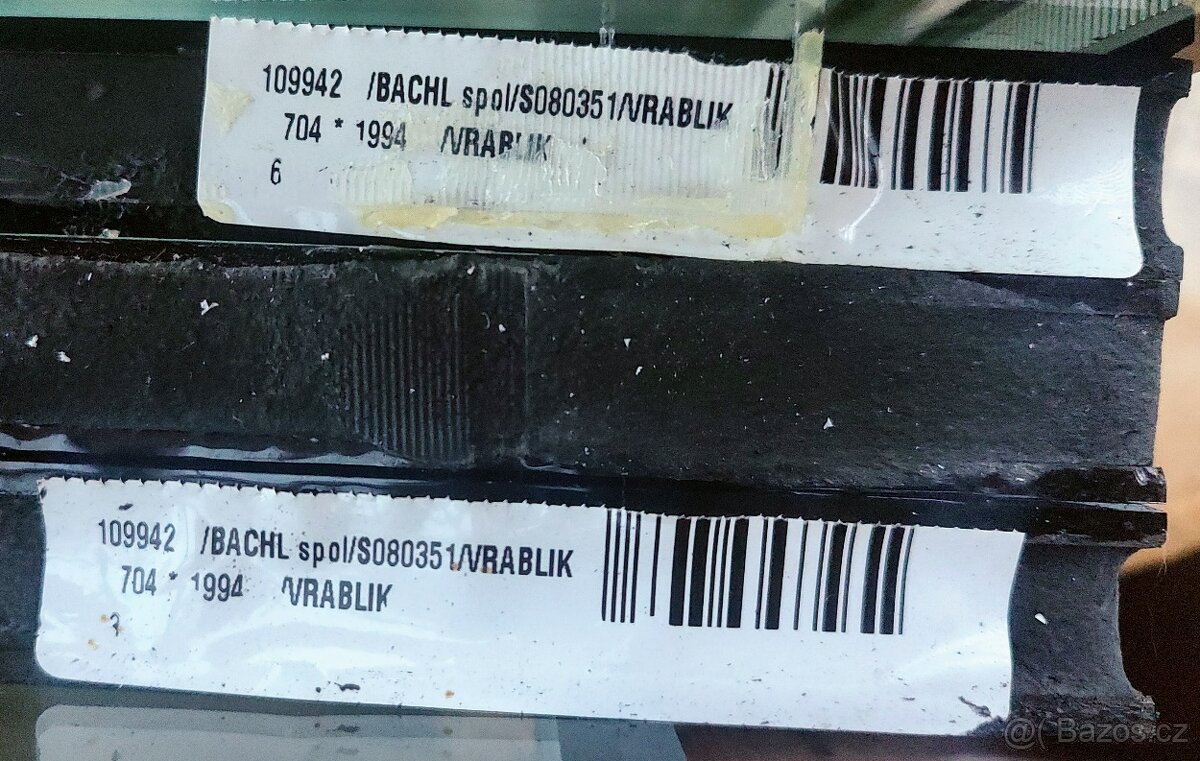 109942 /BACHL spol/S080351/VRABLIK
704 * 1994 /VRABLIK
6
109942 /BACHL spol/S080351/VRABLIK
704 * 1994 /VRABLIK
3
@( Bazos.cz